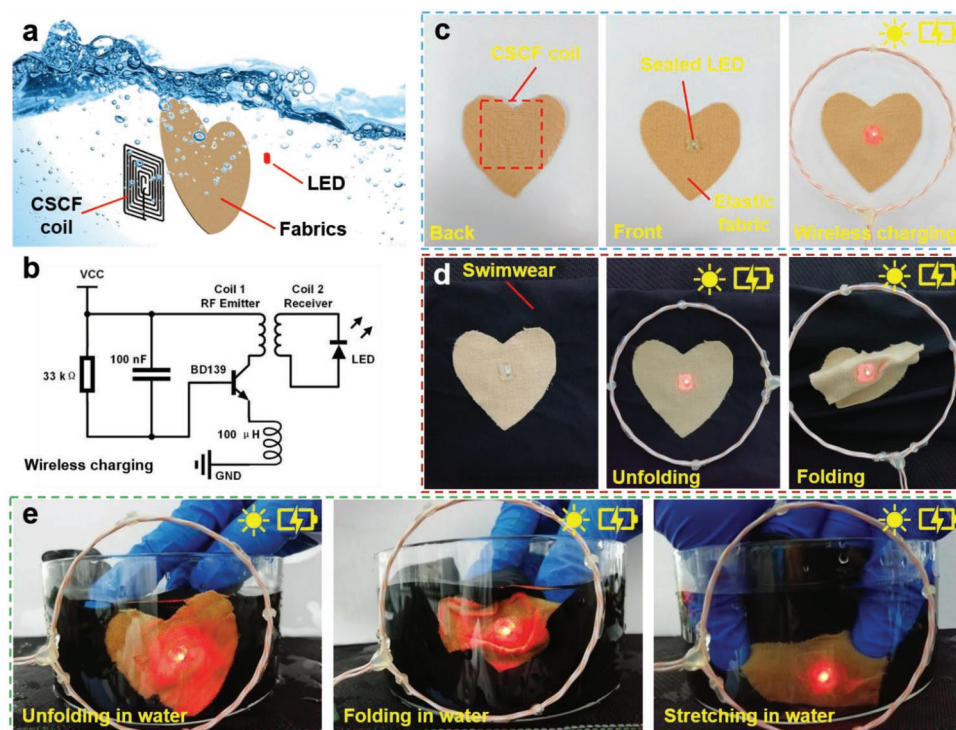 a
CSCF
coil
LED
Fabrics
b
VCC
Coil 1
RF Emitter
Coil 2
Receiver
100 nF
33 kΩ
BD139
LED
100 μH
GND
Wireless charging
c
CSCF coil
Sealed LED
Elastic
fabric
Back
Front
Wireless charging
d
Swimwear
Unfolding
Folding
e
Unfolding in water
Folding in water
Stretching in water